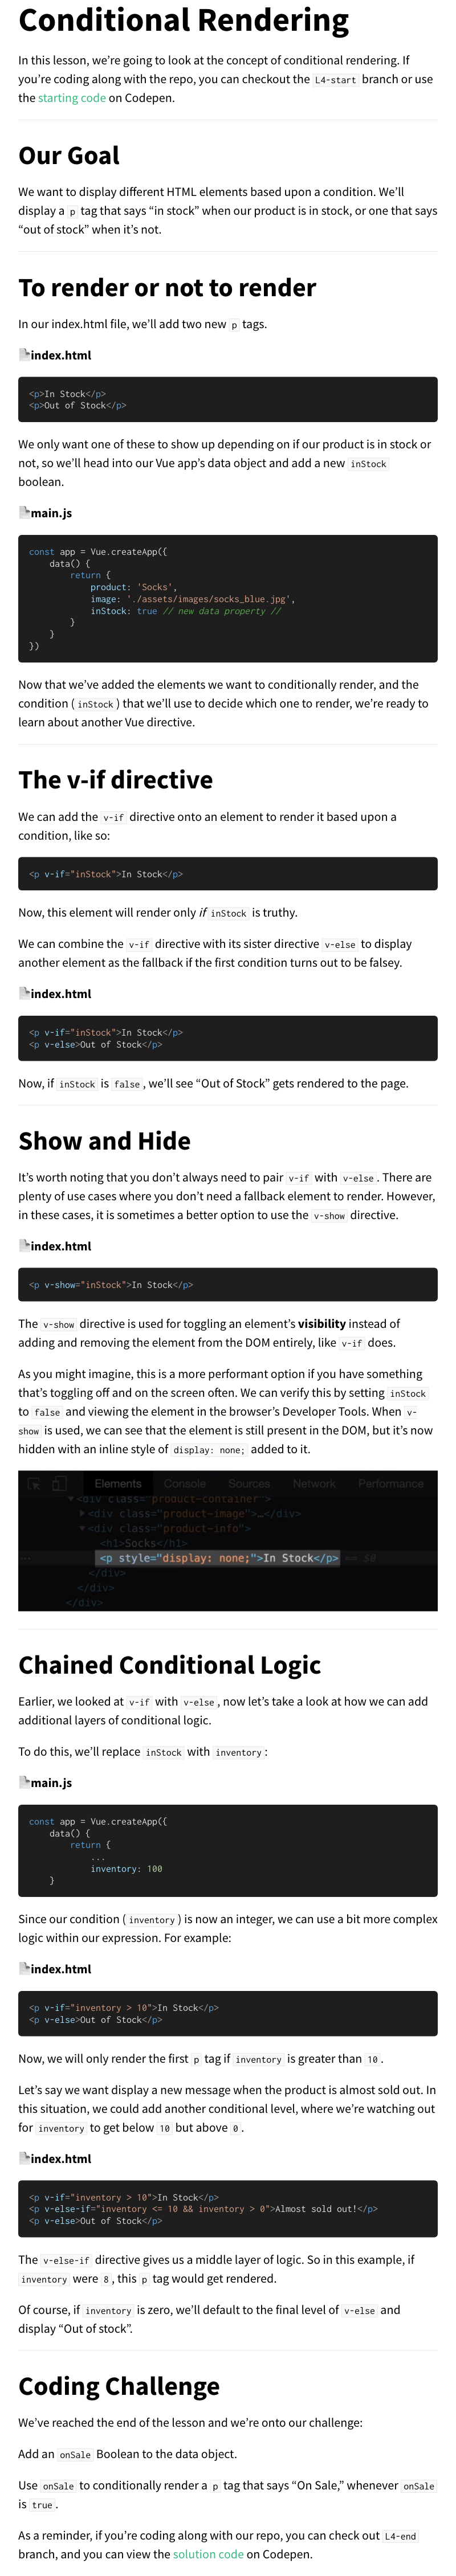 Conditional Rendering
In this lesson, we’re going to look at the concept of conditional rendering. If
you’re coding along with the repo, you can checkout the L4-start branch or use
the starting code on Codepen.
Our Goal
We want to display different HTML elements based upon a condition. We’ll
display a p tag that says “in stock” when our product is in stock, or one that says
“out of stock” when it’s not.
To render or not to render
In our index.html file, we’ll add two new p tags.
index.html
<p>In Stock</p>
<p>Out of Stock</p>
We only want one of these to show up depending on if our product is in stock or
not, so we’ll head into our Vue app’s data object and add a new inStock
boolean.
main.js
const app = Vue.createApp({
data() {
return {
product: 'Socks',
image: './assets/images/socks_blue.jpg',
inStock: true // new data property //
}
}
})
Now that we’ve added the elements we want to conditionally render, and the
condition ( inStock ) that we’ll use to decide which one to render, we’re ready to
learn about another Vue directive.
The v-if directive
We can add the v-if directive onto an element to render it based upon a
condition, like so:
<p v-if="inStock">In Stock</p>
Now, this element will render only if inStock is truthy.
We can combine the v-if directive with its sister directive v-else to display
another element as the fallback if the first condition turns out to be falsey.
index.html
<p v-if="inStock">In Stock</p>
<p v-else>Out of Stock</p>
Now, if inStock is false , we’ll see “Out of Stock” gets rendered to the page.
Show and Hide
It’s worth noting that you don’t always need to pair v-if with v-else . There are
plenty of use cases where you don’t need a fallback element to render. However,
in these cases, it is sometimes a better option to use the v-show directive.
index.html
<p v-show="inStock">In Stock</p>
The v-show directive is used for toggling an element’s visibility instead of
adding and removing the element from the DOM entirely, like v-if does.
As you might imagine, this is a more performant option if you have something
that’s toggling off and on the screen often. We can verify this by setting inStock
to false and viewing the element in the browser’s Developer Tools. When v-
show is used, we can see that the element is still present in the DOM, but it’s now
hidden with an inline style of display: none; added to it.
Elements Console Sources Network Performance
<div class="product-container">
<div class="product-image">…</div>
<div class="product-info">
<h1>Socks</h1>
<p style="display: none;">In Stock</p> == $0
</div>
</div>
</div>
Chained Conditional Logic
Earlier, we looked at v-if with v-else , now let’s take a look at how we can add
additional layers of conditional logic.
To do this, we’ll replace inStock with inventory :
main.js
const app = Vue.createApp({
data() {
return {
...
inventory: 100
}
Since our condition ( inventory ) is now an integer, we can use a bit more complex
logic within our expression. For example:
index.html
<p v-if="inventory > 10">In Stock</p>
<p v-else>Out of Stock</p>
Now, we will only render the first p tag if inventory is greater than 10 .
Let’s say we want display a new message when the product is almost sold out. In
this situation, we could add another conditional level, where we’re watching out
for inventory to get below 10 but above 0 .
index.html
<p v-if="inventory > 10">In Stock</p>
<p v-else-if="inventory <= 10 && inventory > 0">Almost sold out!</p>
<p v-else>Out of Stock</p>
The v-else-if directive gives us a middle layer of logic. So in this example, if
inventory were 8 , this p tag would get rendered.
Of course, if inventory is zero, we’ll default to the final level of v-else and
display “Out of stock”.
Coding Challenge
We’ve reached the end of the lesson and we’re onto our challenge:
Add an onSale Boolean to the data object.
Use onSale to conditionally render a p tag that says “On Sale,” whenever onSale
is true .
As a reminder, if you’re coding along with our repo, you can check out L4-end
branch, and you can view the solution code on Codepen.